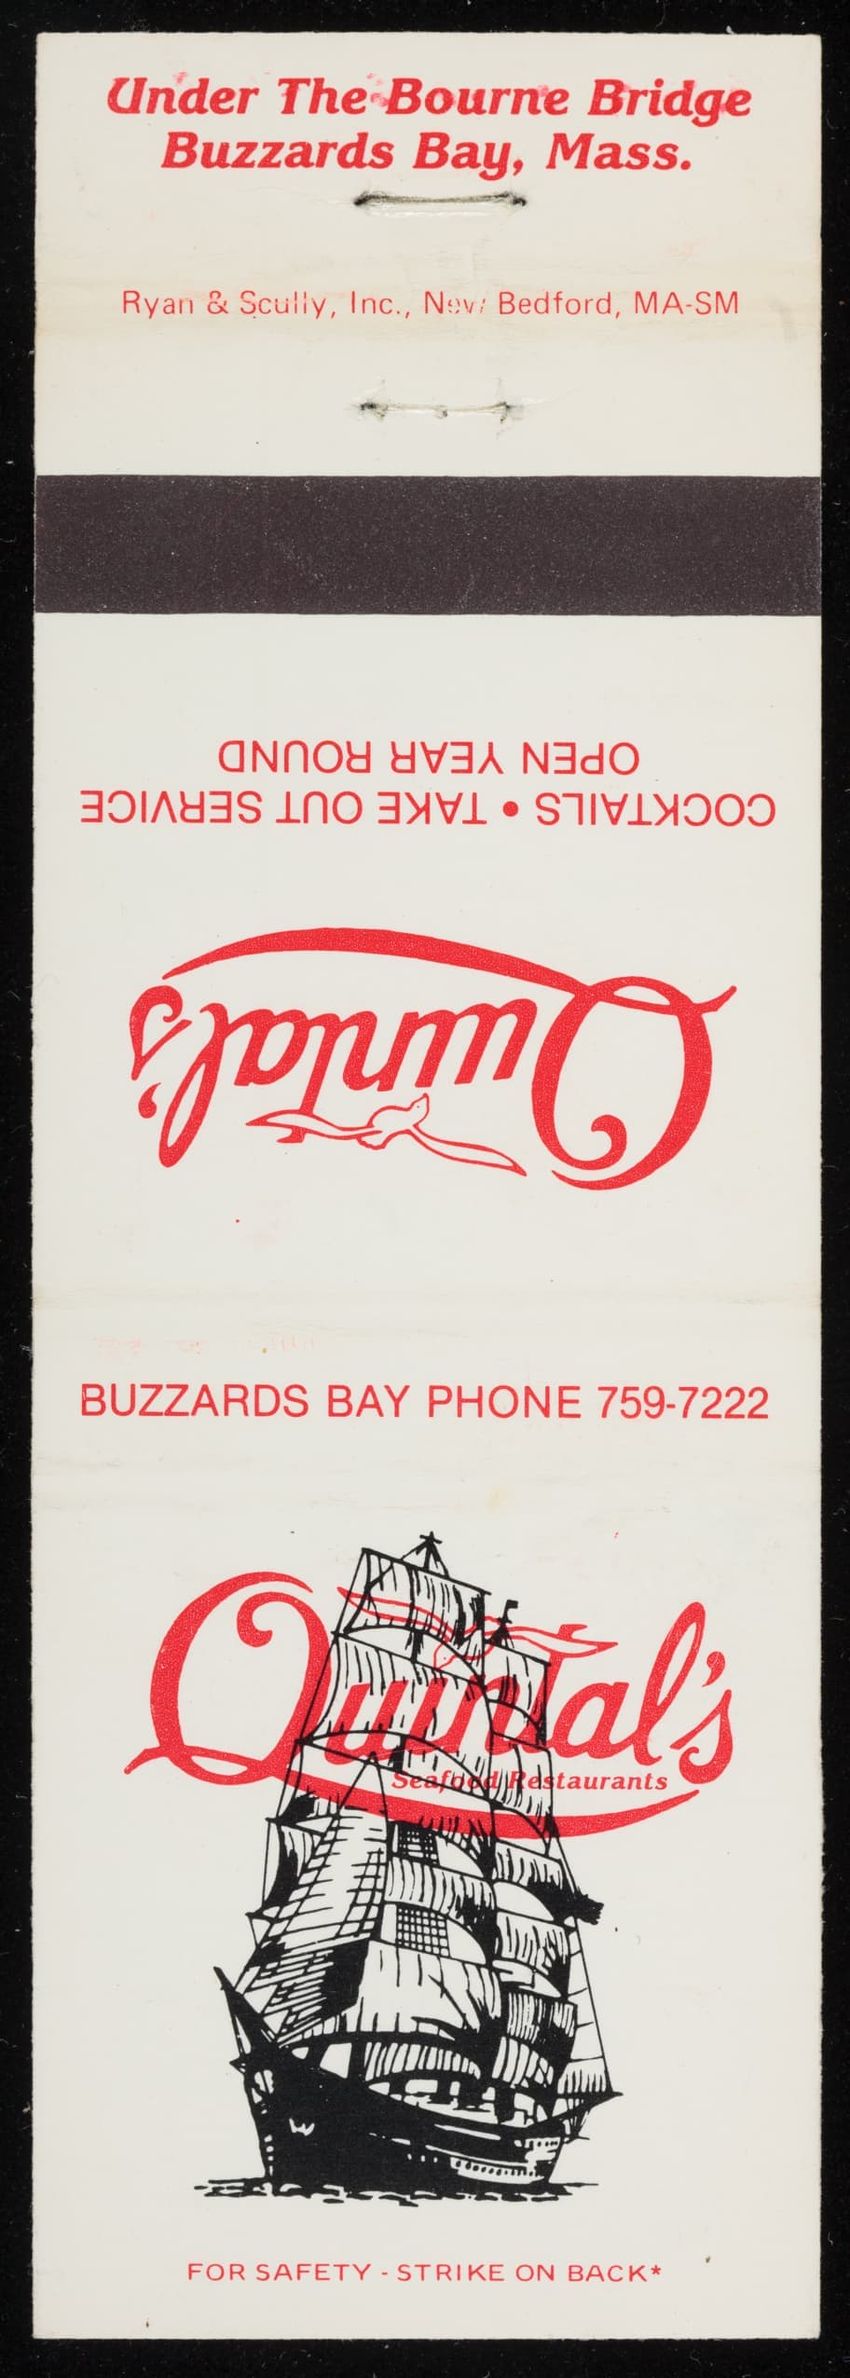 Under The Bourne Bridge
Buzzards Bay, Mass.
Ryan & Scully, Inc., New Bedford, MA-SM
COCKTAILS • TAKE OUT SERVICE
OPEN YEAR ROUND
Quintal's
BUZZARDS BAY PHONE 759-7222
Quintal's
Seafood Restaurants
FOR SAFETY - STRIKE ON BACK*